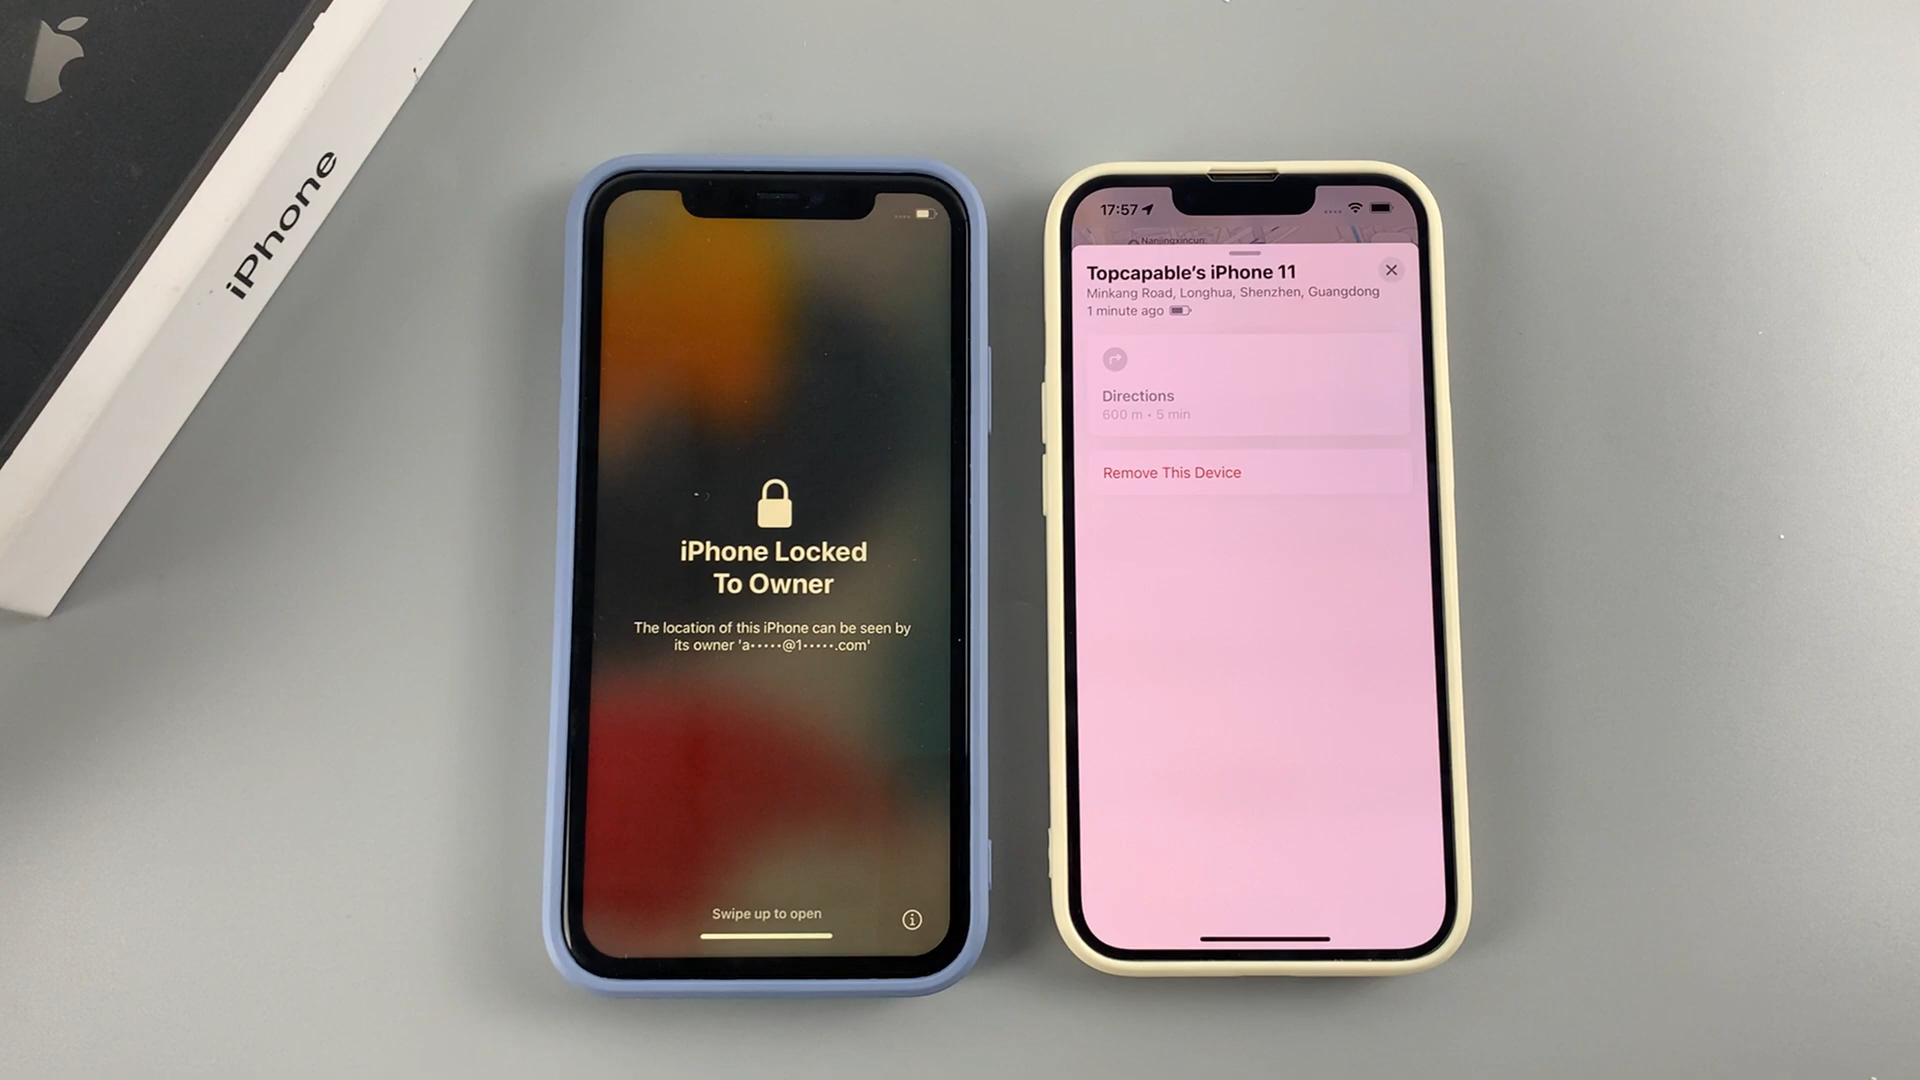 iPhone
iPhone Locked
To Owner
The location of this iPhone can be seen by
its owner 'a•••••@1•••••.com'
Swipe up to open
17:57
Nanjingxincun
Topcapable's iPhone 11
Minkang Road, Longhua, Shenzhen, Guangdong
1 minute ago
Directions
600 m • 5 min
Remove This Device